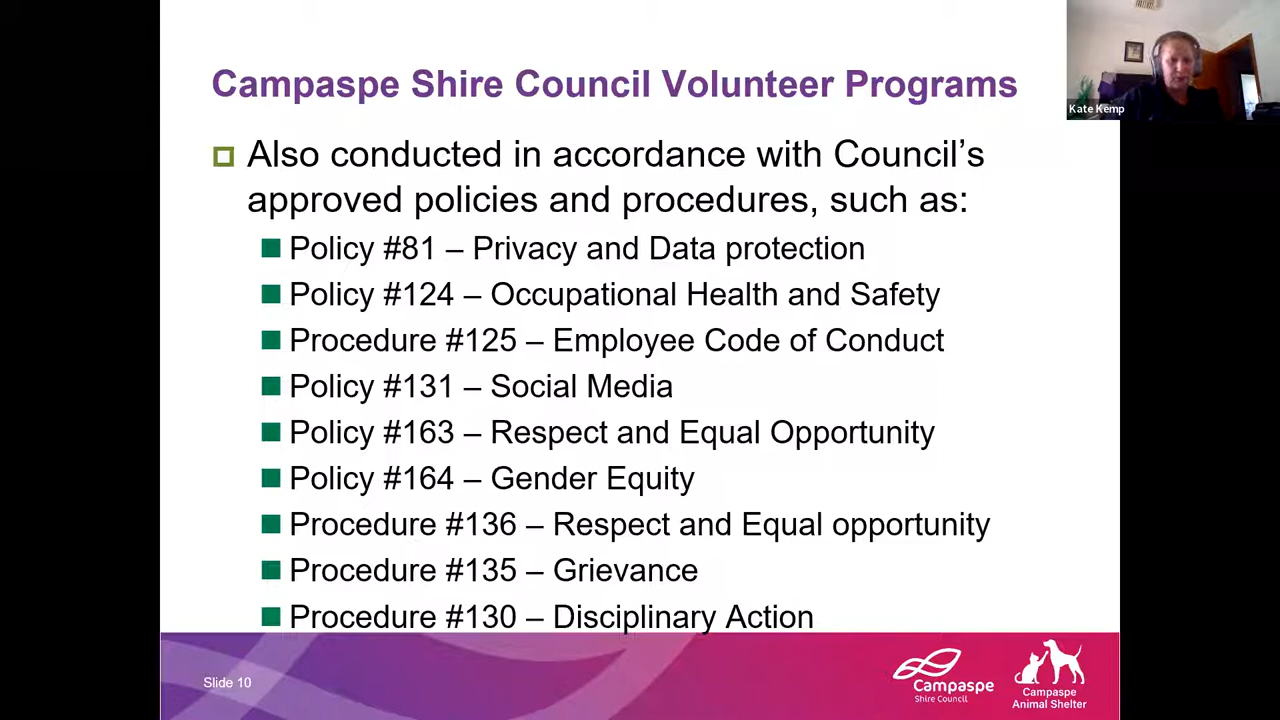 Campaspe Shire Council Volunteer Programs
Kate Kemp
Also conducted in accordance with Council's
approved policies and procedures, such as:
Policy #81 – Privacy and Data protection
Policy #124 – Occupational Health and Safety
Procedure #125 – Employee Code of Conduct
Policy #131 – Social Media
Policy #163 – Respect and Equal Opportunity
Policy #164 – Gender Equity
Procedure #136 – Respect and Equal opportunity
Procedure #135 – Grievance
Procedure #130 – Disciplinary Action
Slide 10
Campaspe
Shire Council
Campaspe
Animal Shelter